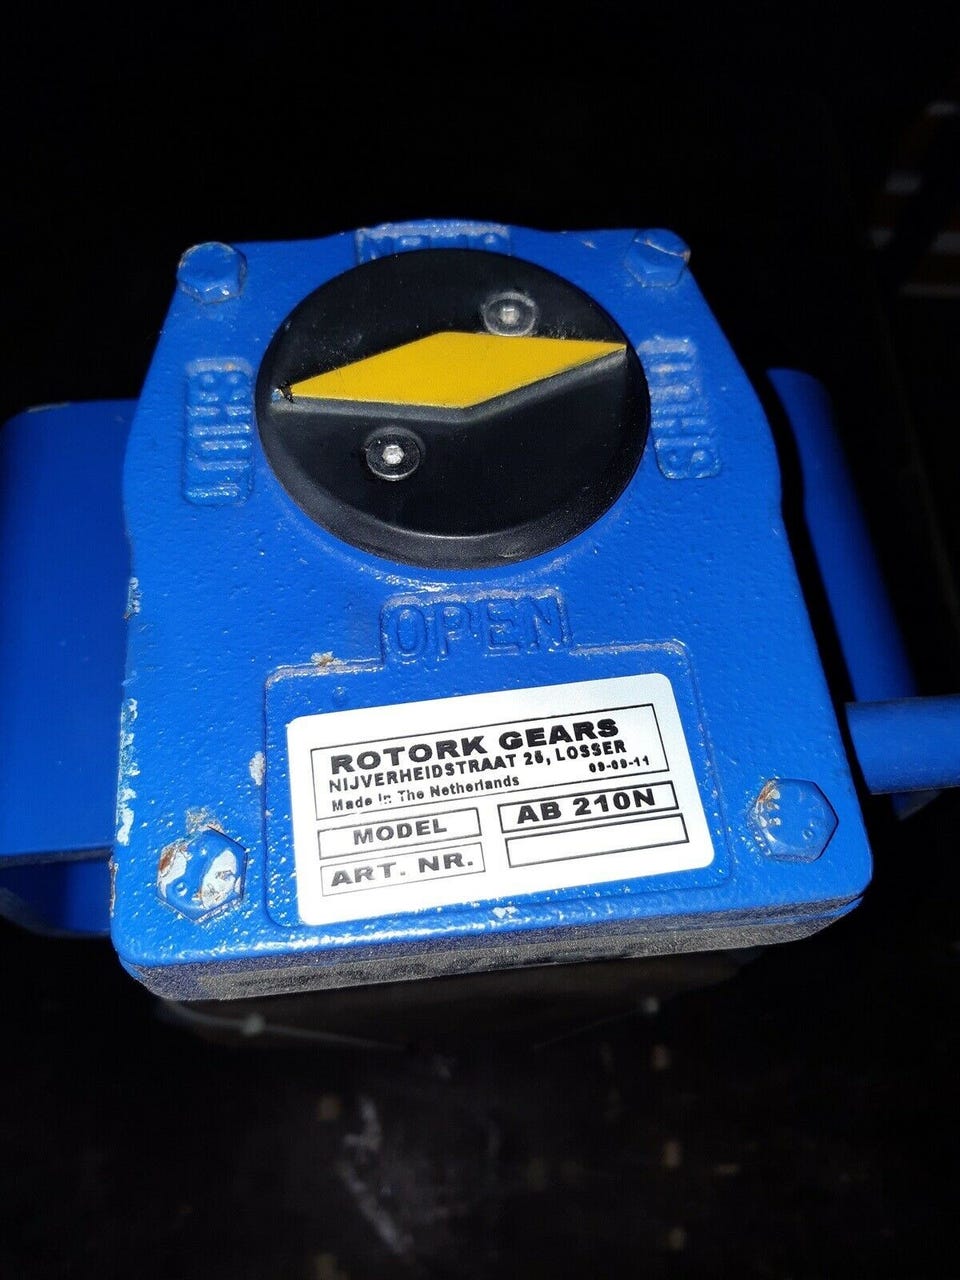 OPEN
SHUT
SHUT
OPEN
ROTORK GEARS
NIJVERHEIDSTRAAT 25, LOSSER
Made In The Netherlands 09-09-11
MODEL AB 210N
ART. NR.